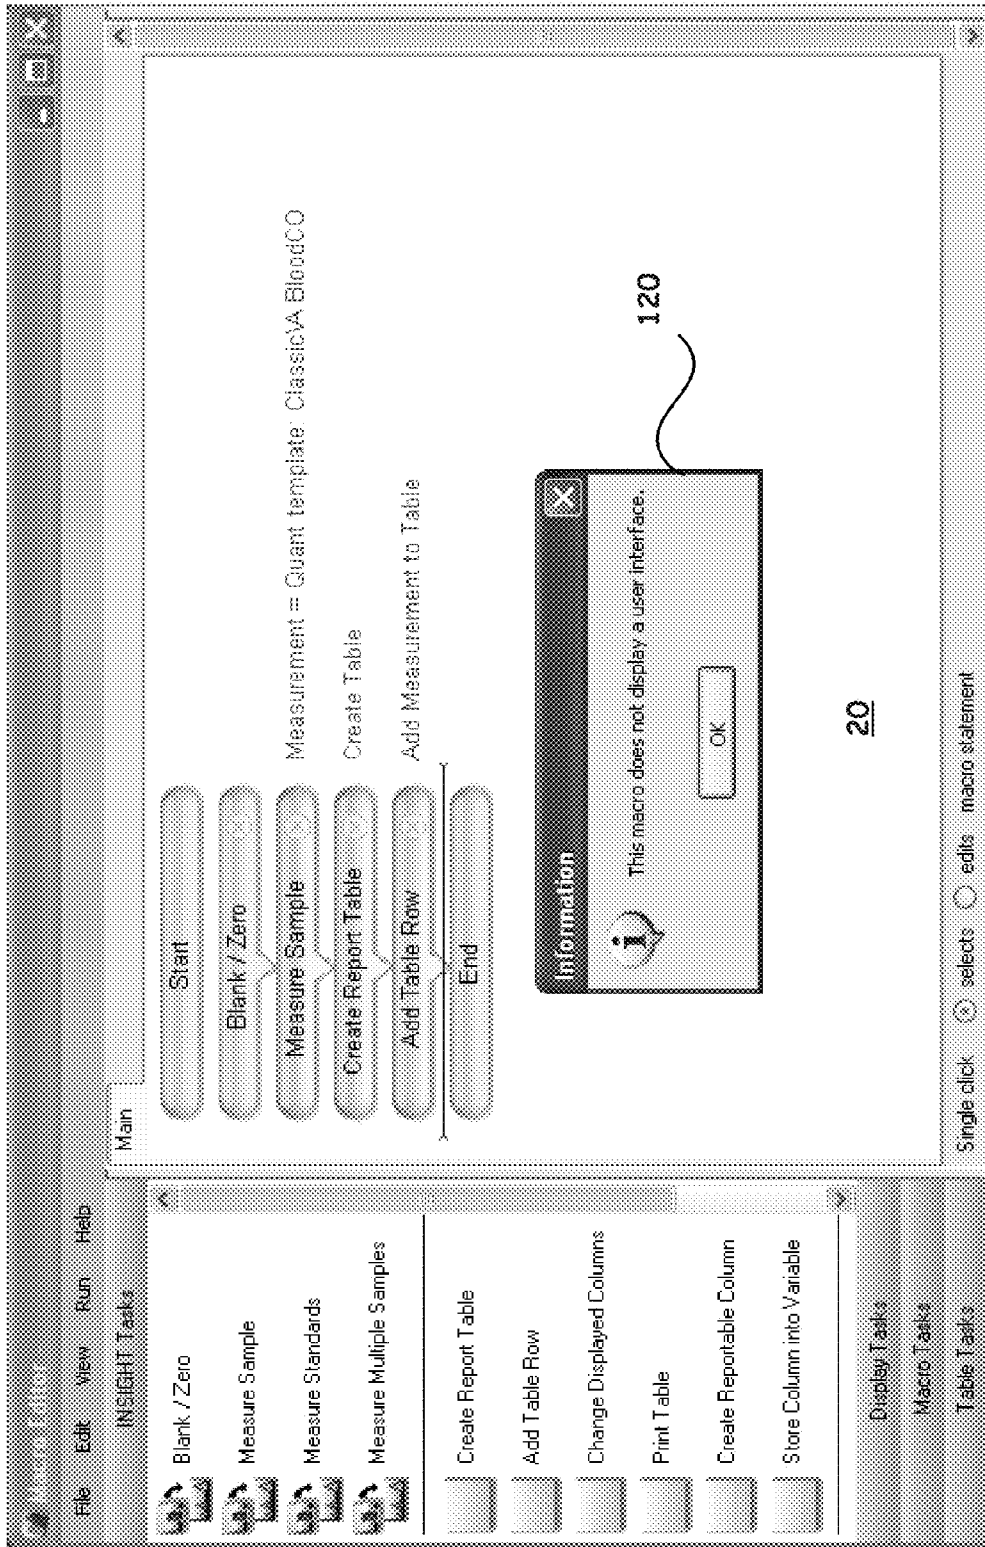 File Edit View Run Help
INSIGHT Tasks
Blank / Zero
Measure Sample
Measure Standards
Measure Multiple Samples
Create Report Table
Add Table Row
Change Displayed Columns
Print Table
Create Reportable Column
Store Column into Variable
Display Tasks
Macro Tasks
Table Tasks
Main
Start
Blank / Zero
Measure Sample Measurement = Quant template: Classic\A BloodCO
Create Report Table Create Table
Add Table Row Add Measurement to Table
End
Information
This macro does not display a user interface.
OK
120
20
Single click selects edits macro statement